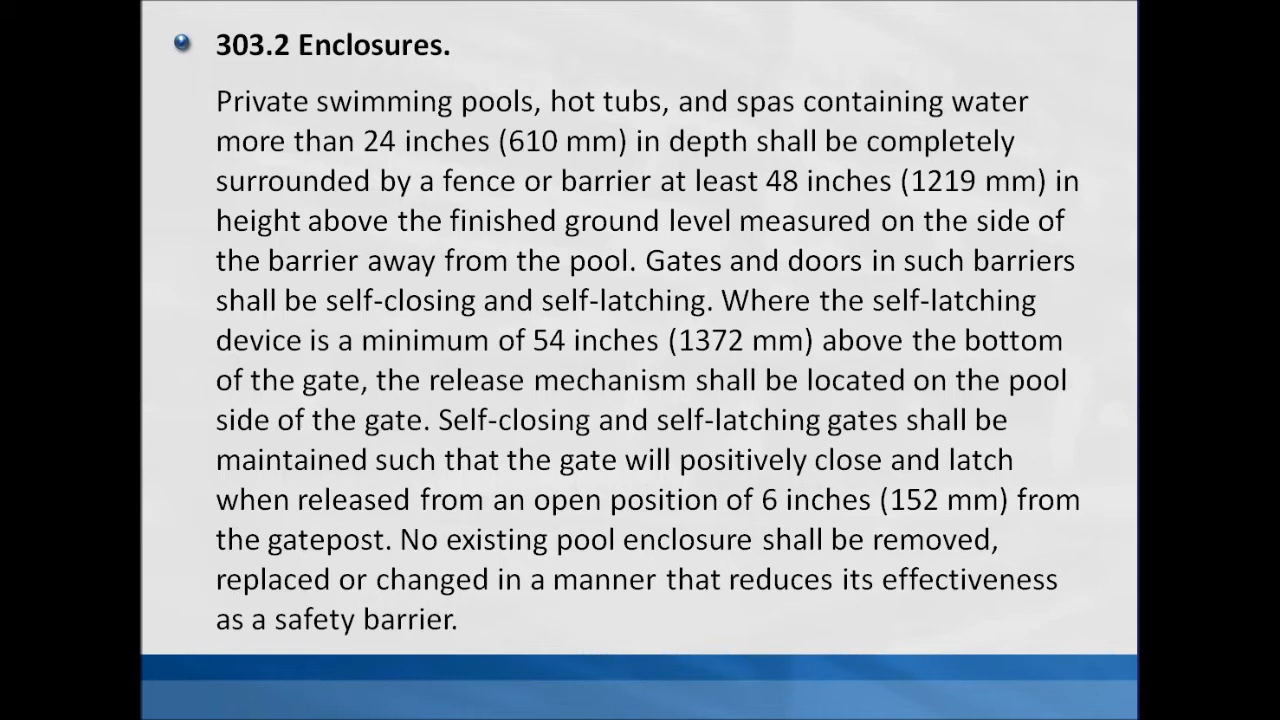 303.2 Enclosures.
Private swimming pools, hot tubs, and spas containing water
more than 24 inches (610 mm) in depth shall be completely
surrounded by a fence or barrier at least 48 inches (1219 mm) in
height above the finished ground level measured on the side of
the barrier away from the pool. Gates and doors in such barriers
shall be self-closing and self-latching. Where the self-latching
device is a minimum of 54 inches (1372 mm) above the bottom
of the gate, the release mechanism shall be located on the pool
side of the gate. Self-closing and self-latching gates shall be
maintained such that the gate will positively close and latch
when released from an open position of 6 inches (152 mm) from
the gatepost. No existing pool enclosure shall be removed,
replaced or changed in a manner that reduces its effectiveness
as a safety barrier.